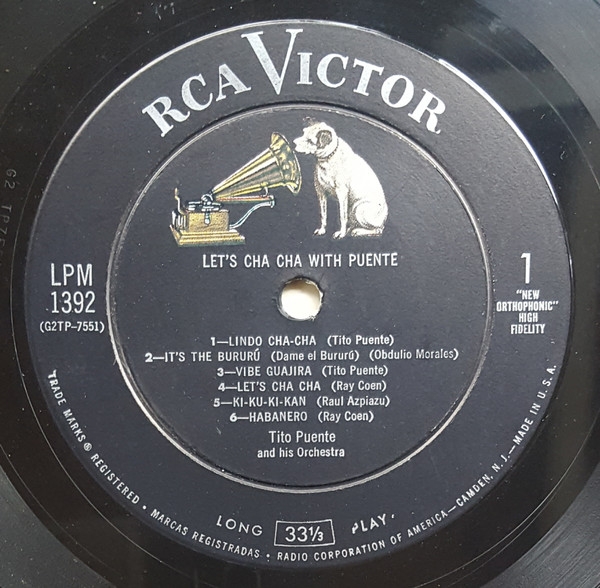 RCA VICTOR
LET'S CHA CHA WITH PUENTE
LPM
1392
(G2TP-7551)
1
"NEW
ORTHOPHONIC"
HIGH
FIDELITY
1—LINDO CHA-CHA (Tito Puente)
2—IT'S THE BURURÚ (Dame el Bururú) (Obdulio Morales)
3—VIBE GUAJIRA (Tito Puente)
4—LET'S CHA CHA (Ray Coen)
5—KI-KU-KI-KAN (Raul Azpiazu)
6—HABANERO (Ray Coen)
Tito Puente
and his Orchestra
LONG 33⅓ PLAY
TRADE MARKS ® REGISTERED • MARCAS REGISTRADAS • RADIO CORPORATION OF AMERICA—CAMDEN, N. J.—MADE IN U.S.A.